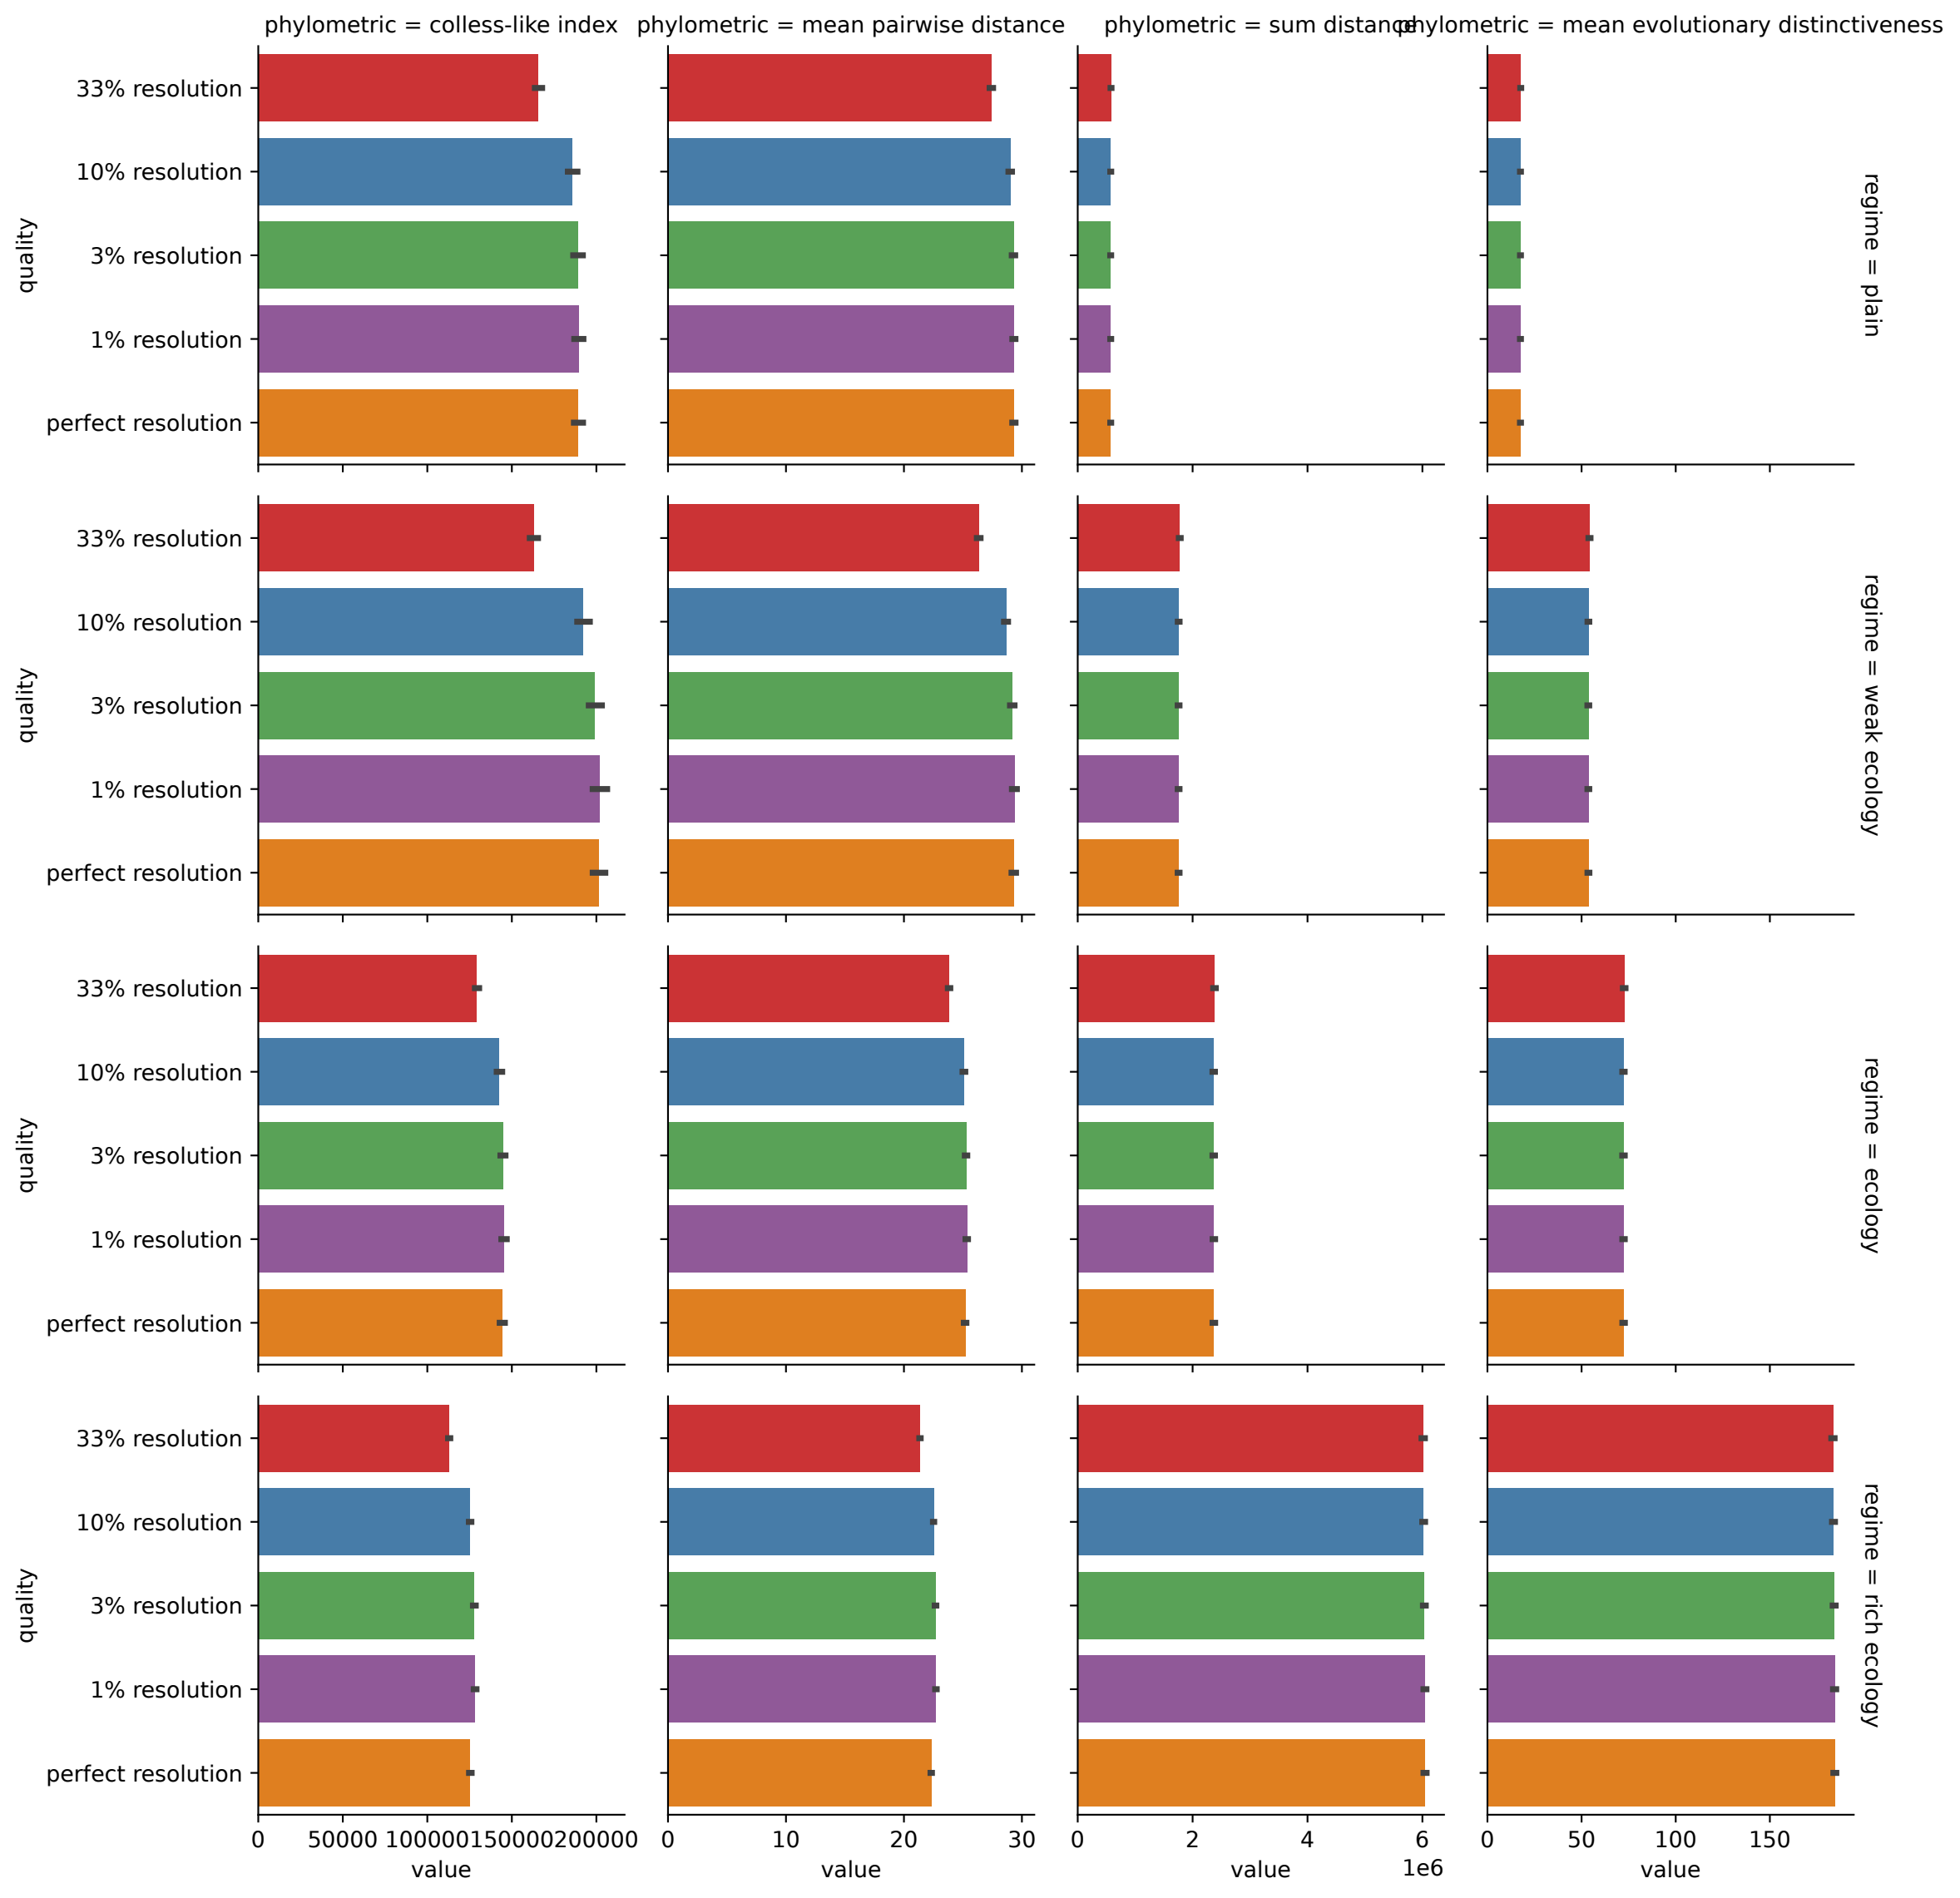 phylometric = colless-like index
phylometric = mean pairwise distance
phylometric = sum distance
phylometric = mean evolutionary distinctiveness
quality
33% resolution
10% resolution
3% resolution
1% resolution
perfect resolution
regime = plain
quality
33% resolution
10% resolution
3% resolution
1% resolution
perfect resolution
regime = weak ecology
quality
33% resolution
10% resolution
3% resolution
1% resolution
perfect resolution
regime = ecology
quality
33% resolution
10% resolution
3% resolution
1% resolution
perfect resolution
regime = rich ecology
0 50000 100000 150000 200000
value
0 10 20 30
value
0 2 4 6
1e6
value
0 50 100 150
value